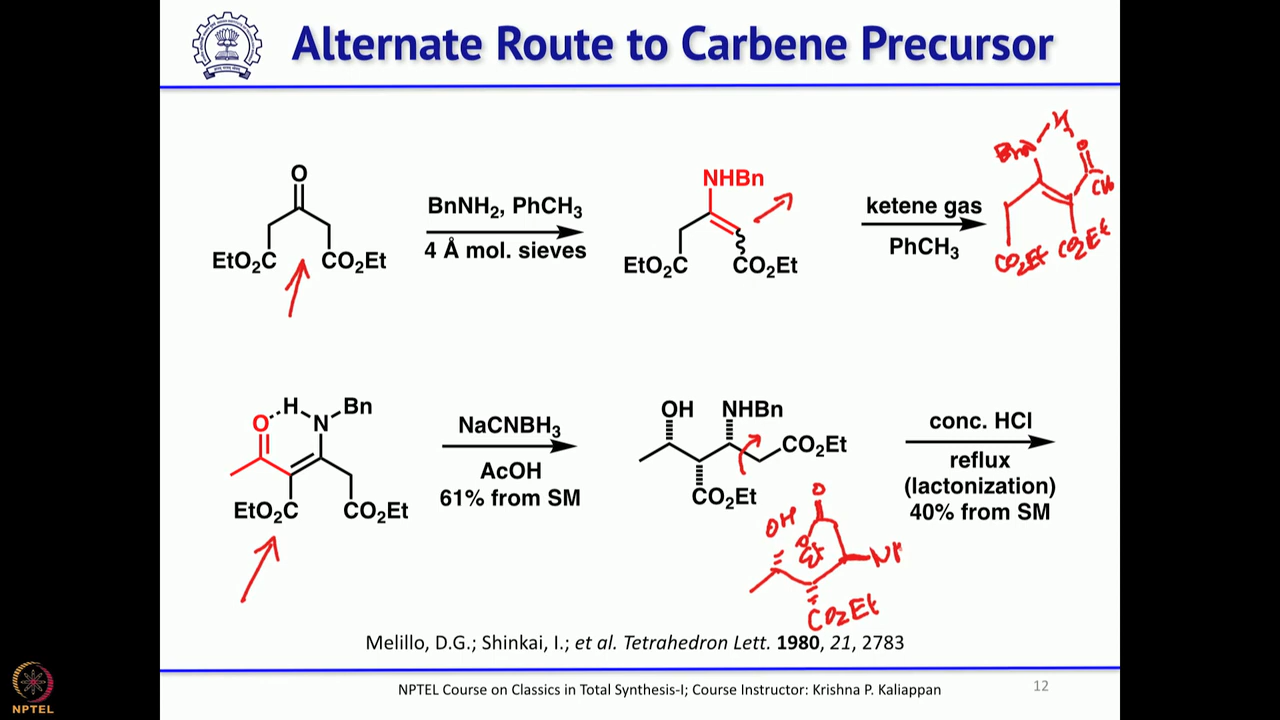 Alternate Route to Carbene Precursor
O
EtO₂C
CO₂Et
BnNH₂, PhCH₃
4 Å mol. sieves
NHBn
EtO₂C
CO₂Et
ketene gas
PhCH₃
H
O
CO₂Et
CO₂Et
O
H
N
Bn
EtO₂C
CO₂Et
NaCNBH₃
AcOH
61% from SM
OH
NHBn
CO₂Et
CO₂Et
O
OH
O
Et
CO₂Et
conc. HCl
reflux
(lactonization)
40% from SM
Melillo, D.G.; Shinkai, I.; et al. Tetrahedron Lett. 1980, 21, 2783
NPTEL
NPTEL Course on Classics in Total Synthesis-I; Course Instructor: Krishna P. Kaliappan
12